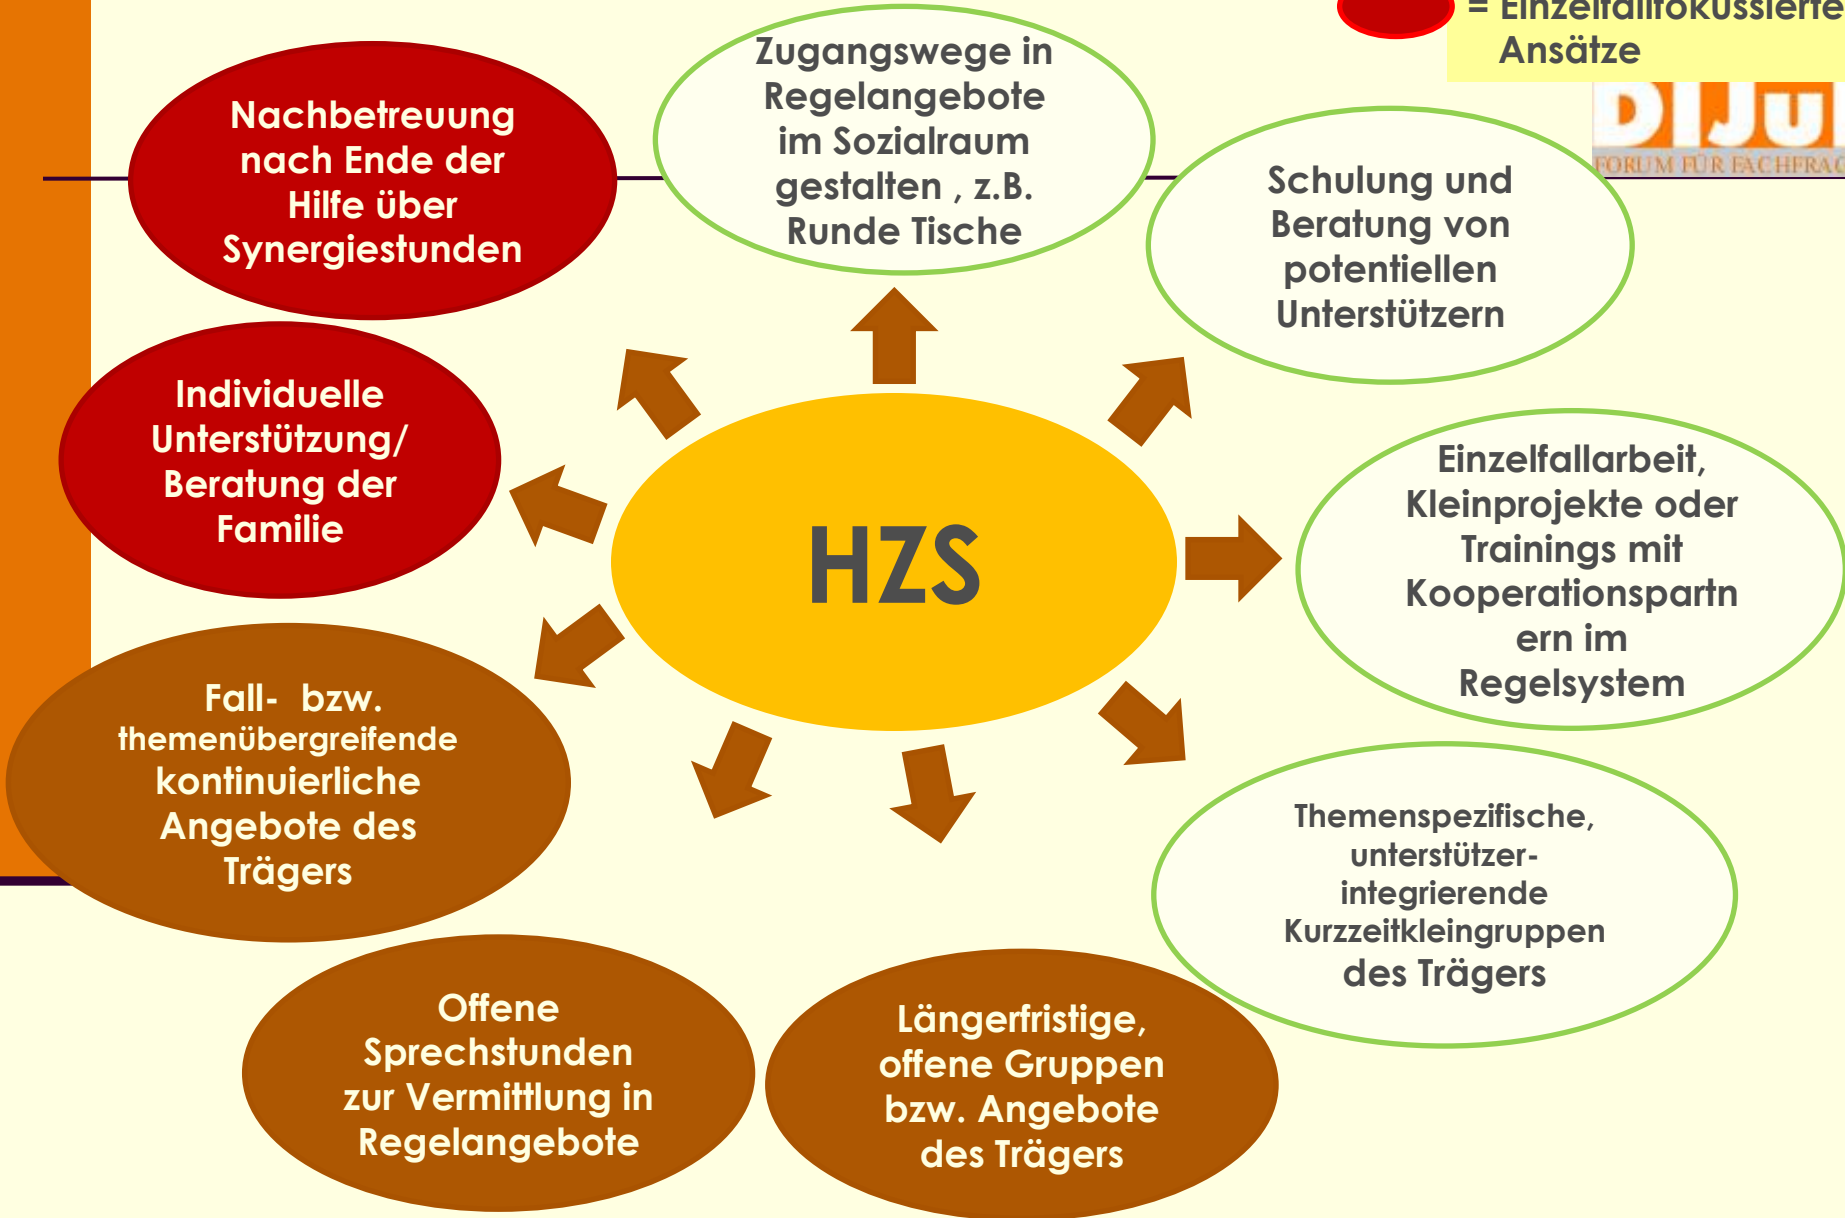 = Einzelfallfokussierte
Ansätze
DIJu
FORUM FÜR FACHFRAG
Nachbetreuung
nach Ende der
Hilfe über
Synergiestunden
Zugangswege in
Regelangebote
im Sozialraum
gestalten , z.B.
Runde Tische
Schulung und
Beratung von
potentiellen
Unterstützern
Individuelle
Unterstützung/
Beratung der
Familie
HZS
Einzelfallarbeit,
Kleinprojekte oder
Trainings mit
Kooperationspartn
ern im
Regelsystem
Fall- bzw.
themenübergreifende
kontinuierliche
Angebote des
Trägers
Themenspezifische,
unterstützer-
integrierende
Kurzzeitkleingruppen
des Trägers
Offene
Sprechstunden
zur Vermittlung in
Regelangebote
Längerfristige,
offene Gruppen
bzw. Angebote
des Trägers